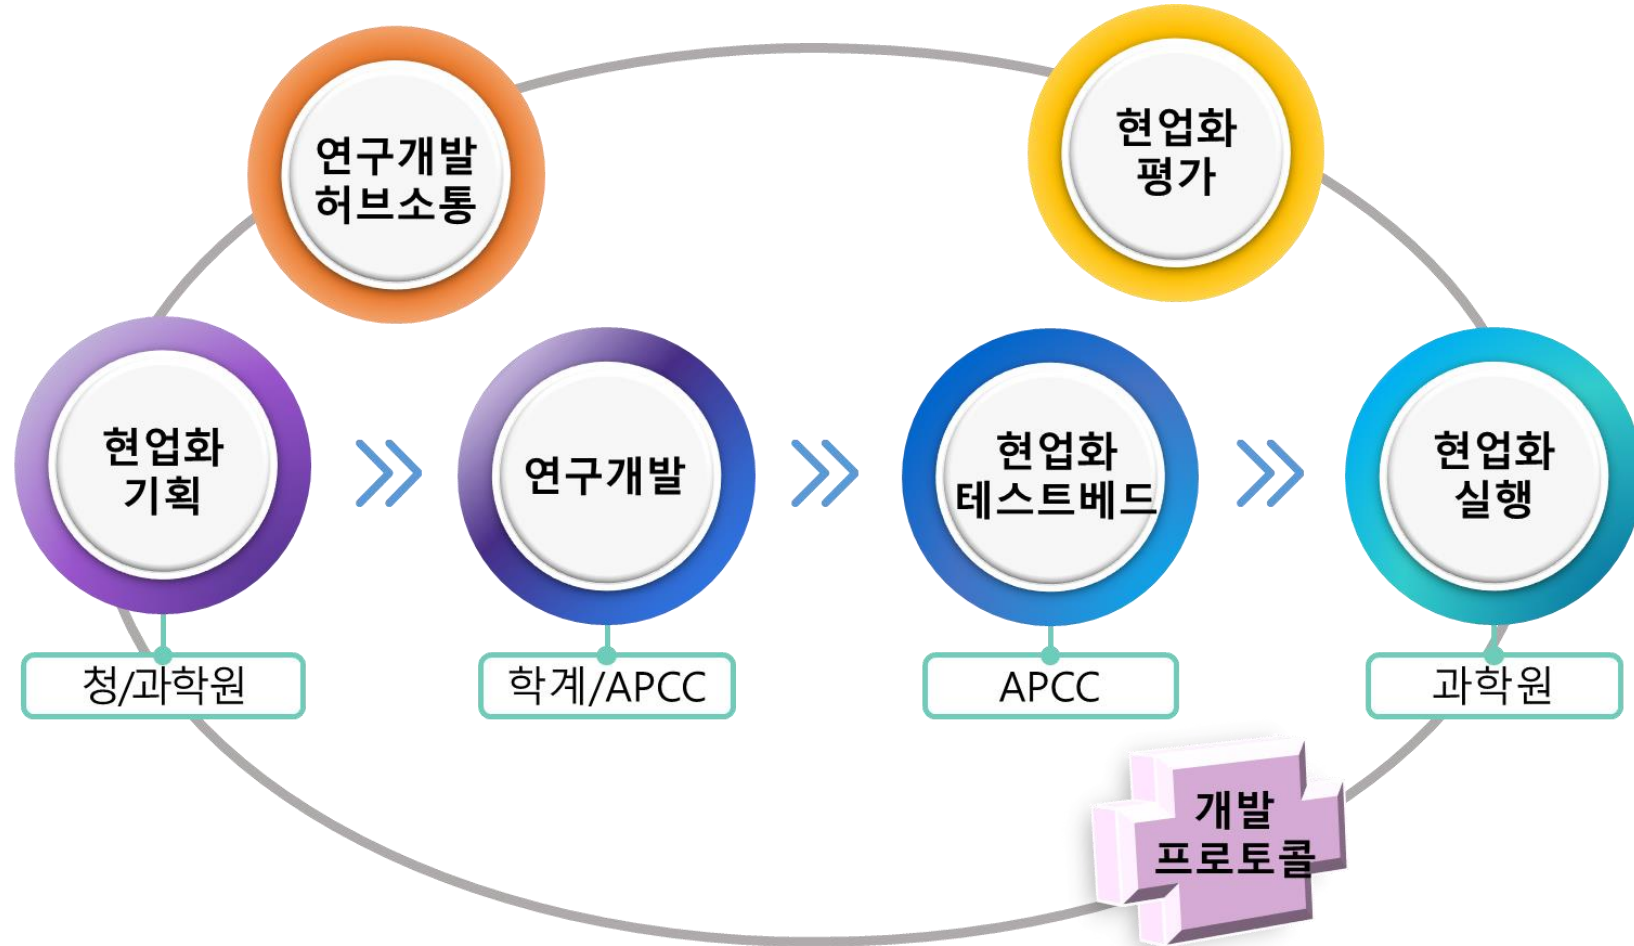 연구개발
허브소통
현업화
평가
현업화
기획
연구개발
현업화
테스트베드
현업화
실행
청/과학원
학계/APCC
APCC
과학원
개발
프로토콜